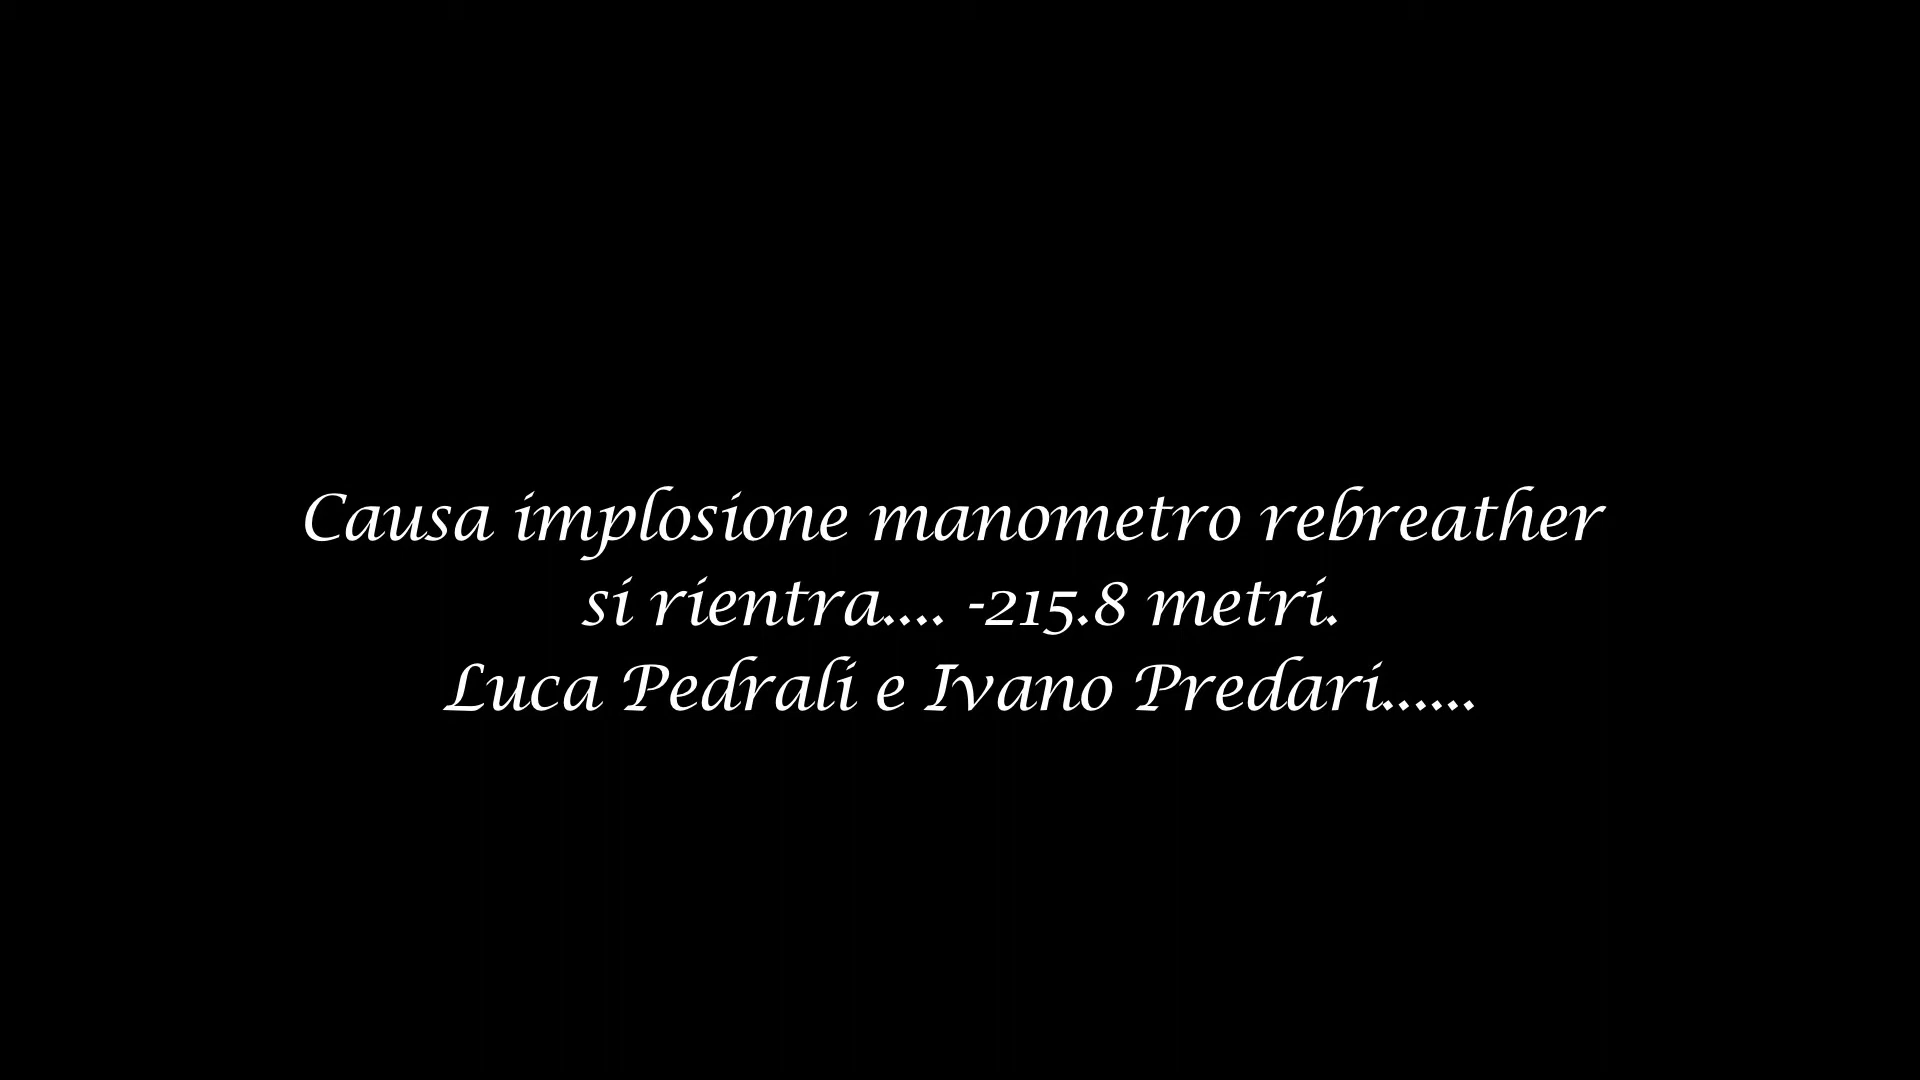 Causa implosione manometro rebreather
si rientra.... -215.8 metri.
Luca Pedrali e Ivano Predari......